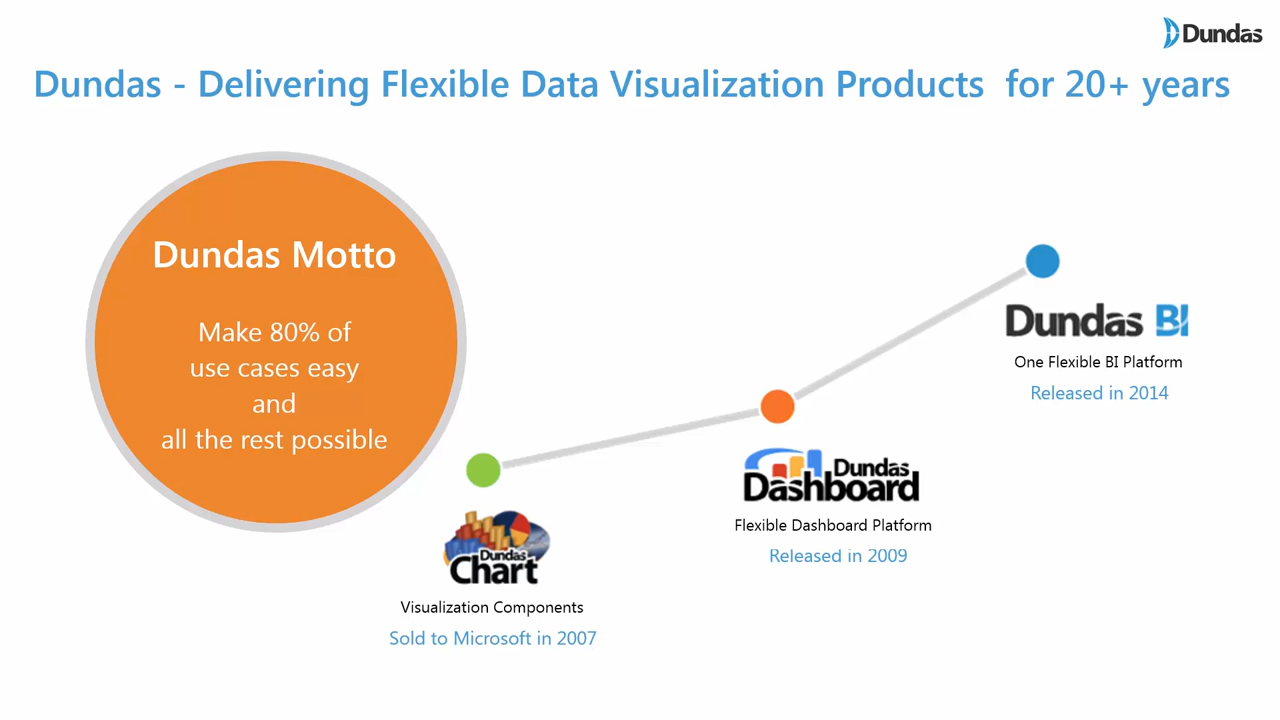 Dundas
Dundas - Delivering Flexible Data Visualization Products for 20+ years
Dundas Motto
Make 80% of
use cases easy
and
all the rest possible
Dundas
Chart
Visualization Components
Sold to Microsoft in 2007
Dundas
Dashboard
Flexible Dashboard Platform
Released in 2009
Dundas BI
One Flexible BI Platform
Released in 2014